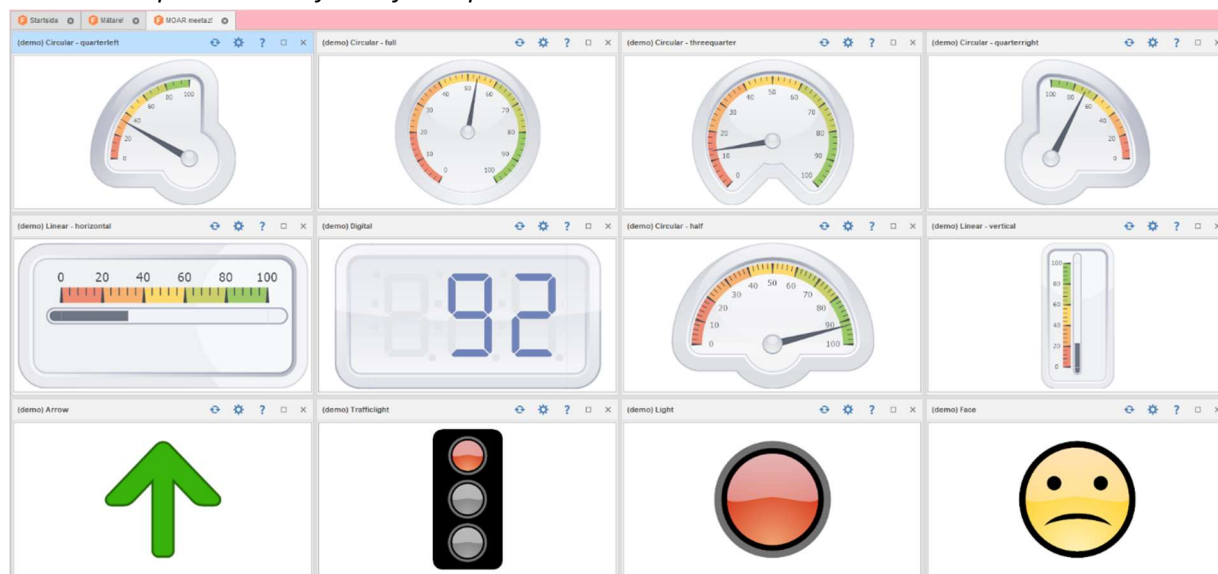 Startsida
Mätare!
MOAR meetaz!
(demo) Circular - quarterleft
(demo) Circular - full
(demo) Circular - threequarter
(demo) Circular - quarterright
0 20 40 60 80 100
0 10 20 50 60 70 80 90 100
0 10 20 30 40 50 60 70 80 90 100
100 80 60 40 20 0
(demo) Linear - horizontal
(demo) Digital
(demo) Circular - half
(demo) Linear - vertical
0 20 40 60 80 100
92
0 10 20 30 40 50 60 70 80 90 100
100
80
60
40
20
0
(demo) Arrow
(demo) Trafficlight
(demo) Light
(demo) Face